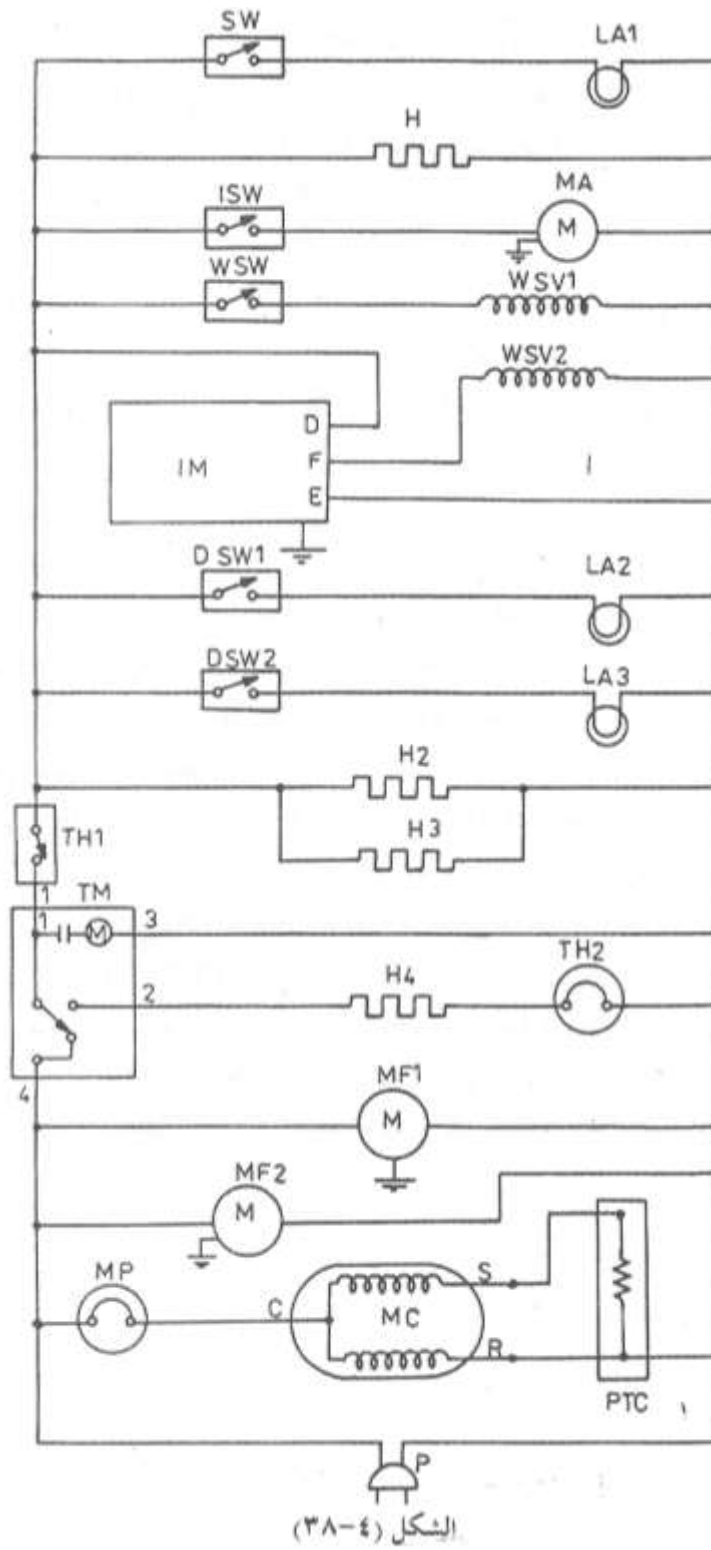 SW
LA1
H
ISW
MA
M
WSW
WSV1
WSV2
D
IM
F
E
DSW1
LA2
DSW2
LA3
H2
H3
TH1
1
TM
1
M
3
2
H4
TH2
4
MF1
M
MF2
M
MP
C
S
MC
R
PTC
P
الشكل (٤-٣٨)